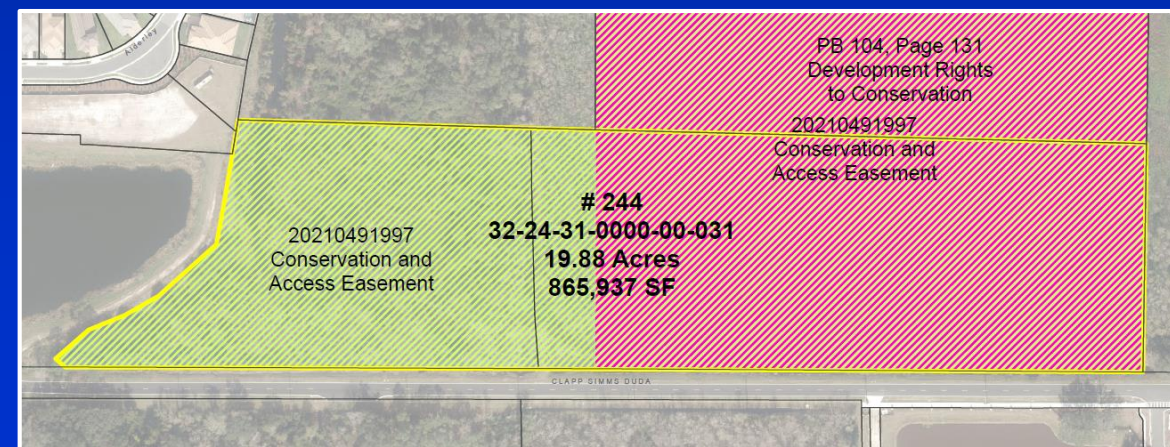 Alderley
PB 104, Page 131
Development Rights
to Conservation
20210491997
Conservation and
Access Easement
# 244
32-24-31-0000-00-031
19.88 Acres
865,937 SF
20210491997
Conservation and
Access Easement
CLAPP SIMMS DUDA